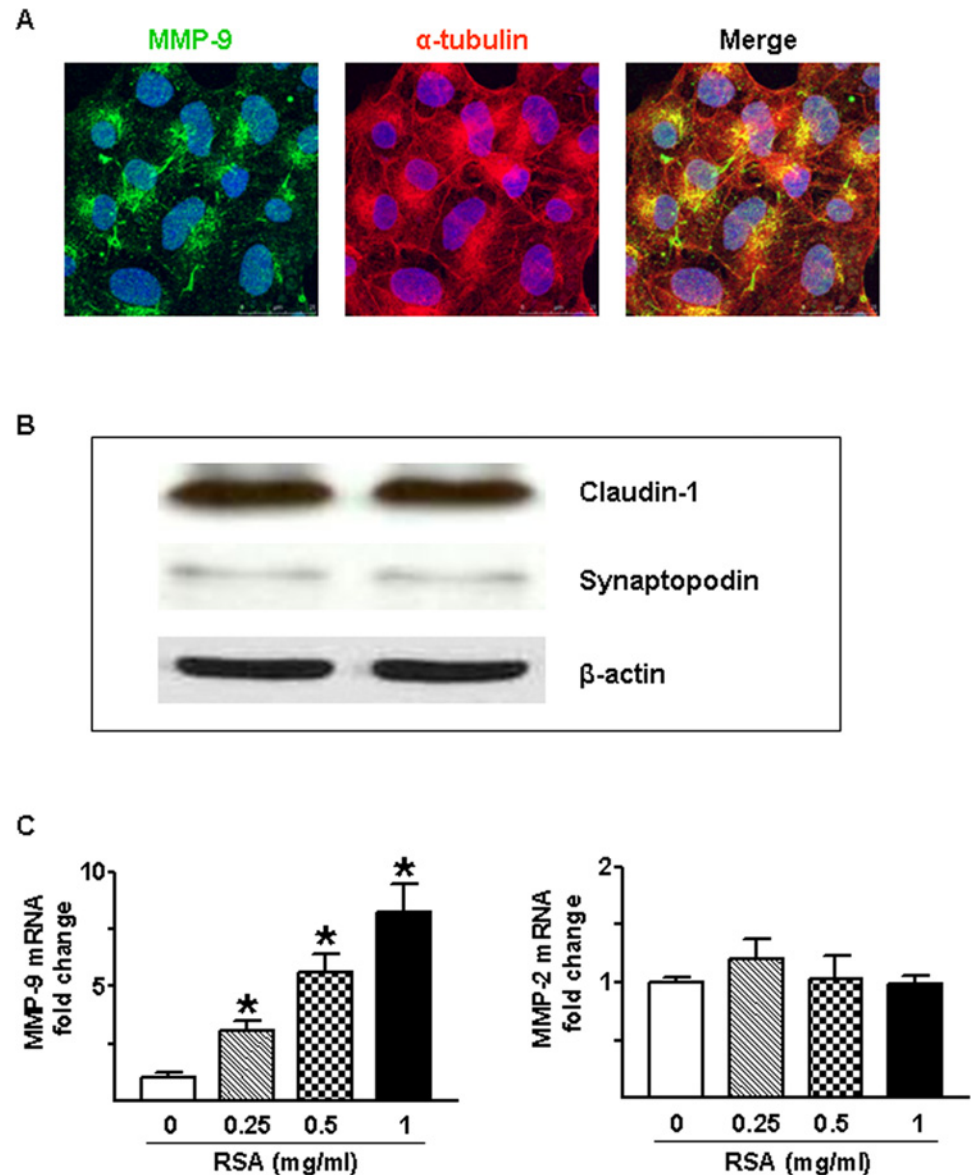 A
MMP-9 α-tubulin Merge
B
Claudin-1
Synaptopodin
β-actin
C
MMP-9 mRNA
fold change
10
5
* * *
0 0.25 0.5 1
RSA (mg/ml)
MMP-2 mRNA
fold change
2
1
0 0.25 0.5 1
RSA (mg/ml)